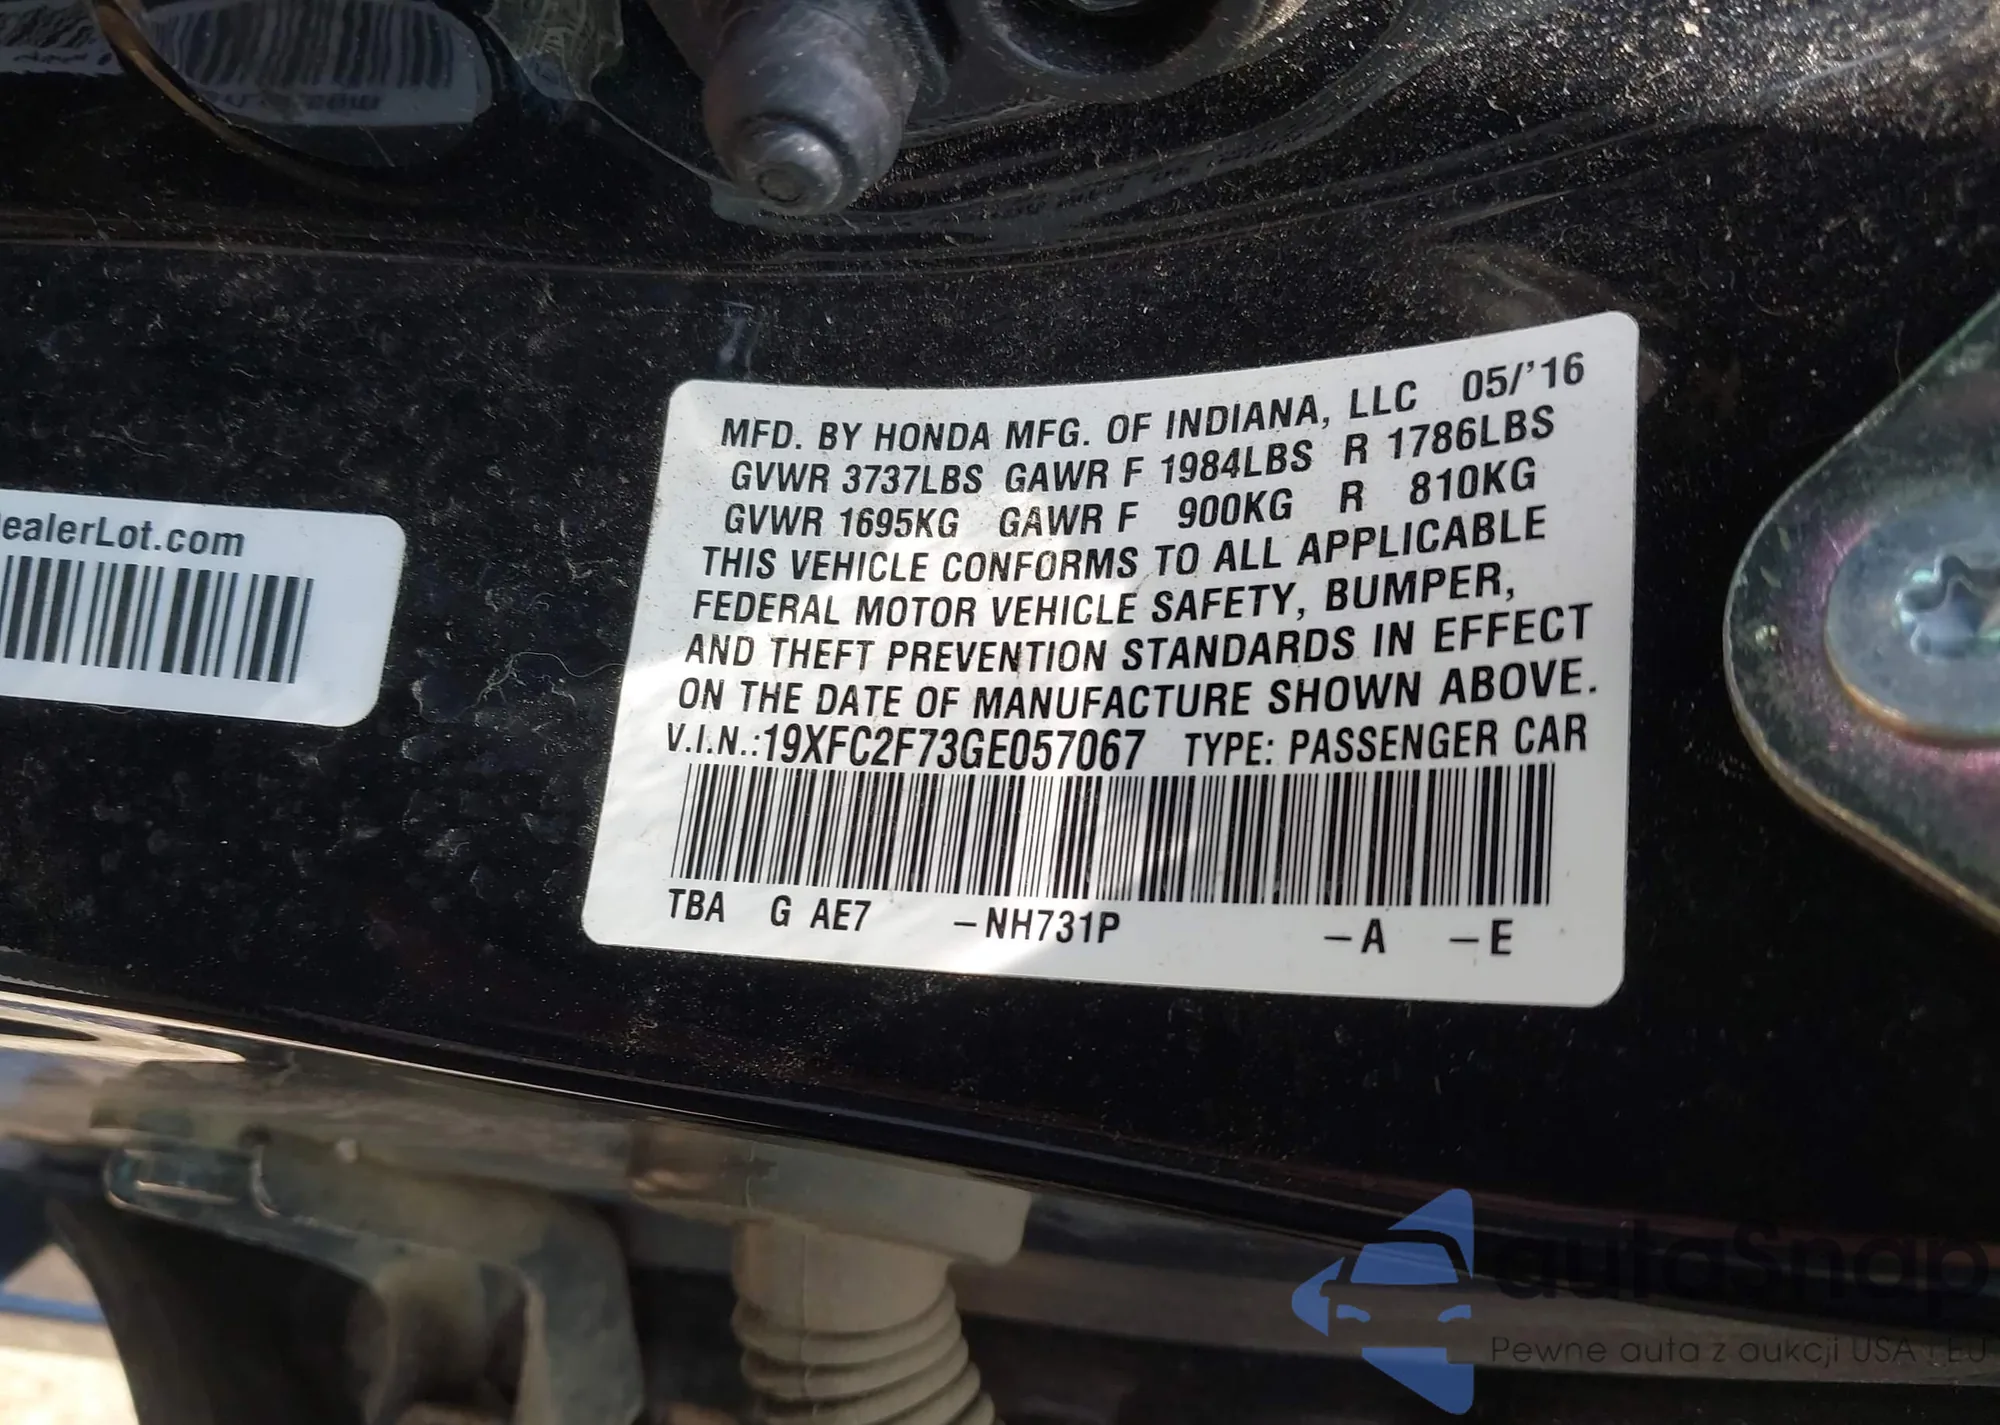 MFD. BY HONDA MFG. OF INDIANA, LLC 05/'16
GVWR 3737LBS GAWR F 1984LBS R 1786LBS
GVWR 1695KG GAWR F 900KG R 810KG
THIS VEHICLE CONFORMS TO ALL APPLICABLE
FEDERAL MOTOR VEHICLE SAFETY, BUMPER,
AND THEFT PREVENTION STANDARDS IN EFFECT
ON THE DATE OF MANUFACTURE SHOWN ABOVE.
V.I.N.:19XFC2F73GE057067 TYPE: PASSENGER CAR
TBA G AE7 -NH731P -A -E
ealerLot.com
autoSnap
Pewne auta z aukcji USA i EU